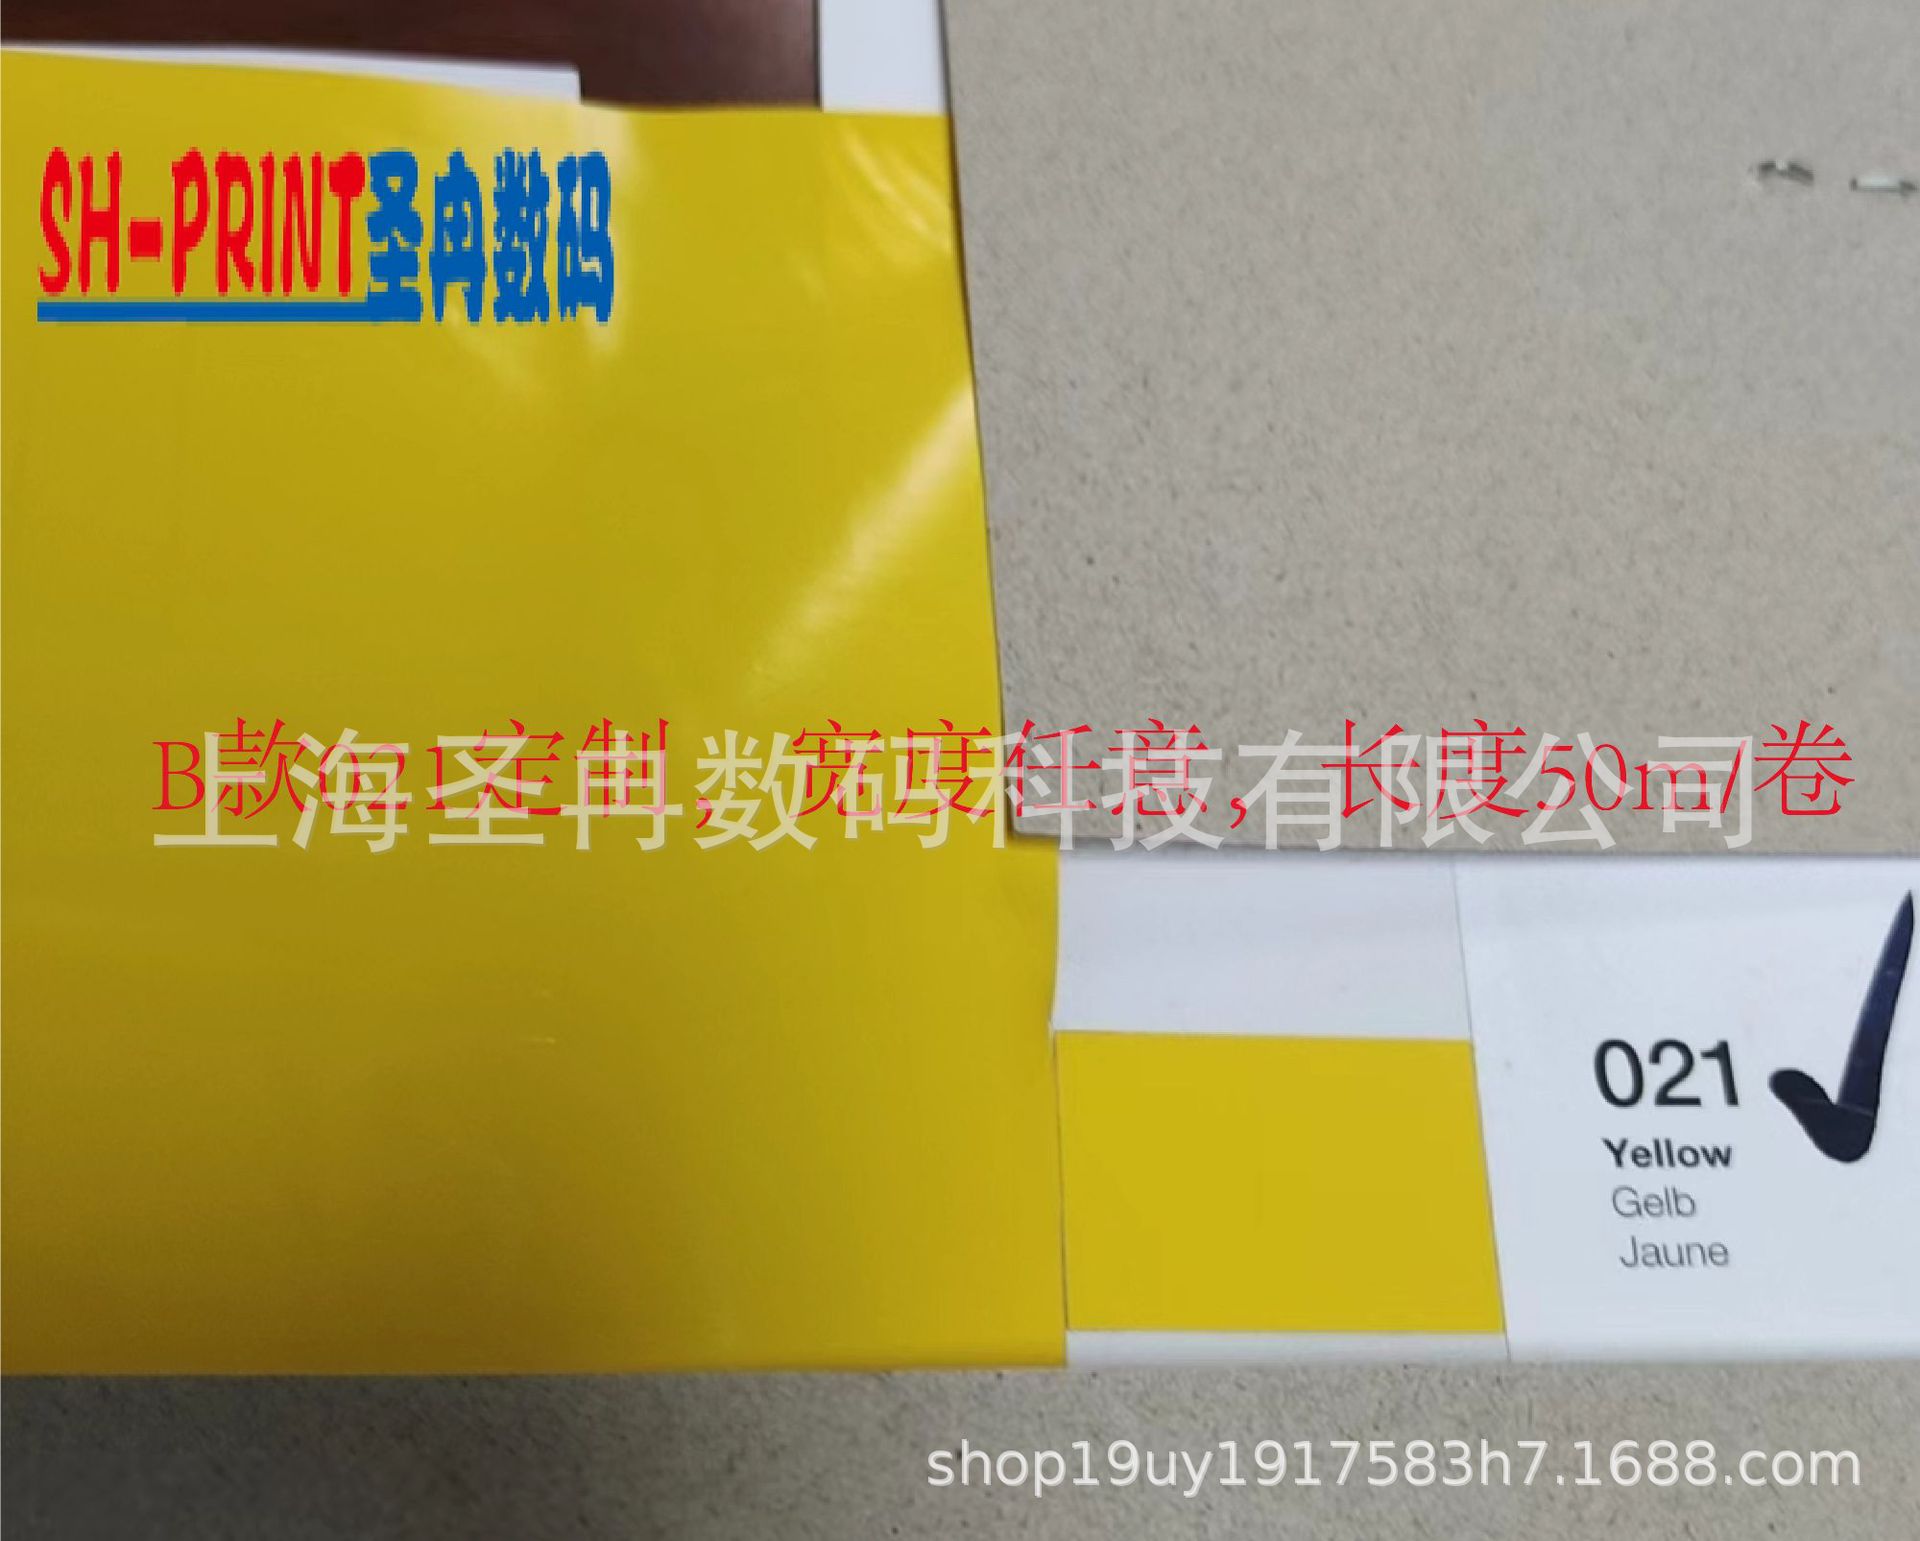 SH-PRINT圣冉数码
B款021定制，宽度任意，长度50m/卷
上海圣冉数码科技有限公司
021
Yellow
Gelb
Jaune
shop19uy1917583h7.1688.com